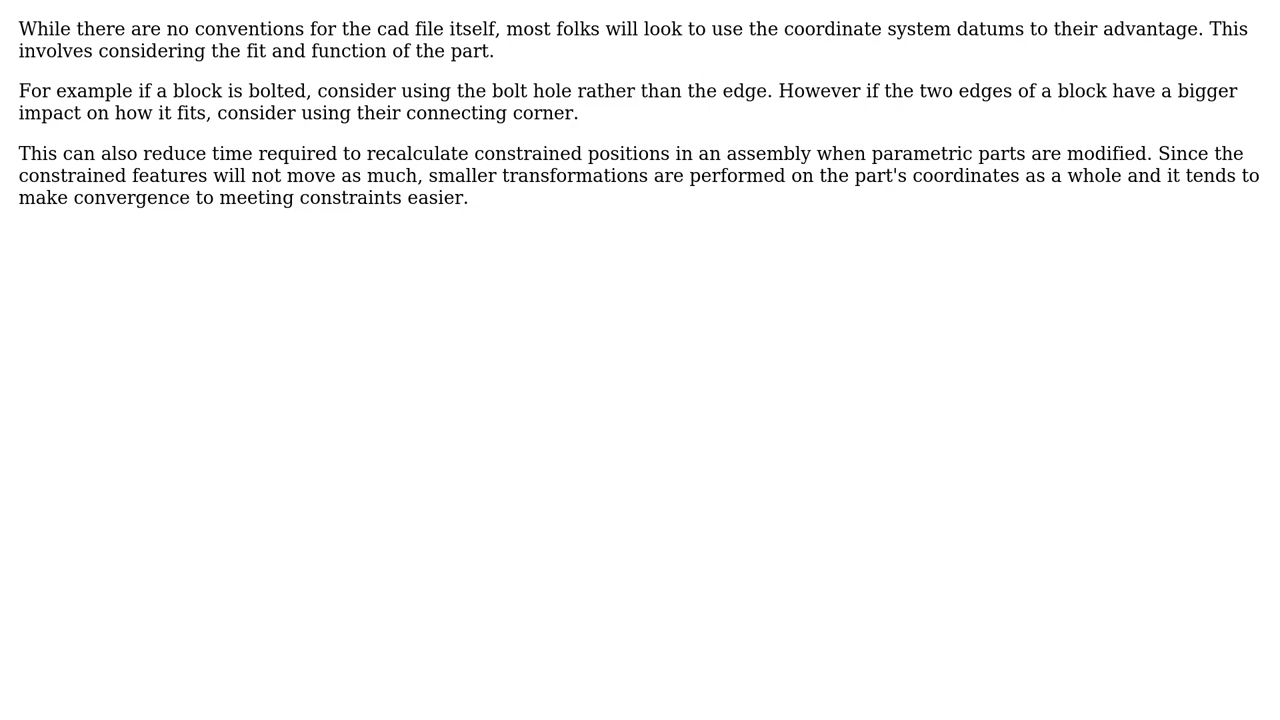 While there are no conventions for the cad file itself, most folks will look to use the coordinate system datums to their advantage. This
involves considering the fit and function of the part.
For example if a block is bolted, consider using the bolt hole rather than the edge. However if the two edges of a block have a bigger
impact on how it fits, consider using their connecting corner.
This can also reduce time required to recalculate constrained positions in an assembly when parametric parts are modified. Since the
constrained features will not move as much, smaller transformations are performed on the part's coordinates as a whole and it tends to
make convergence to meeting constraints easier.